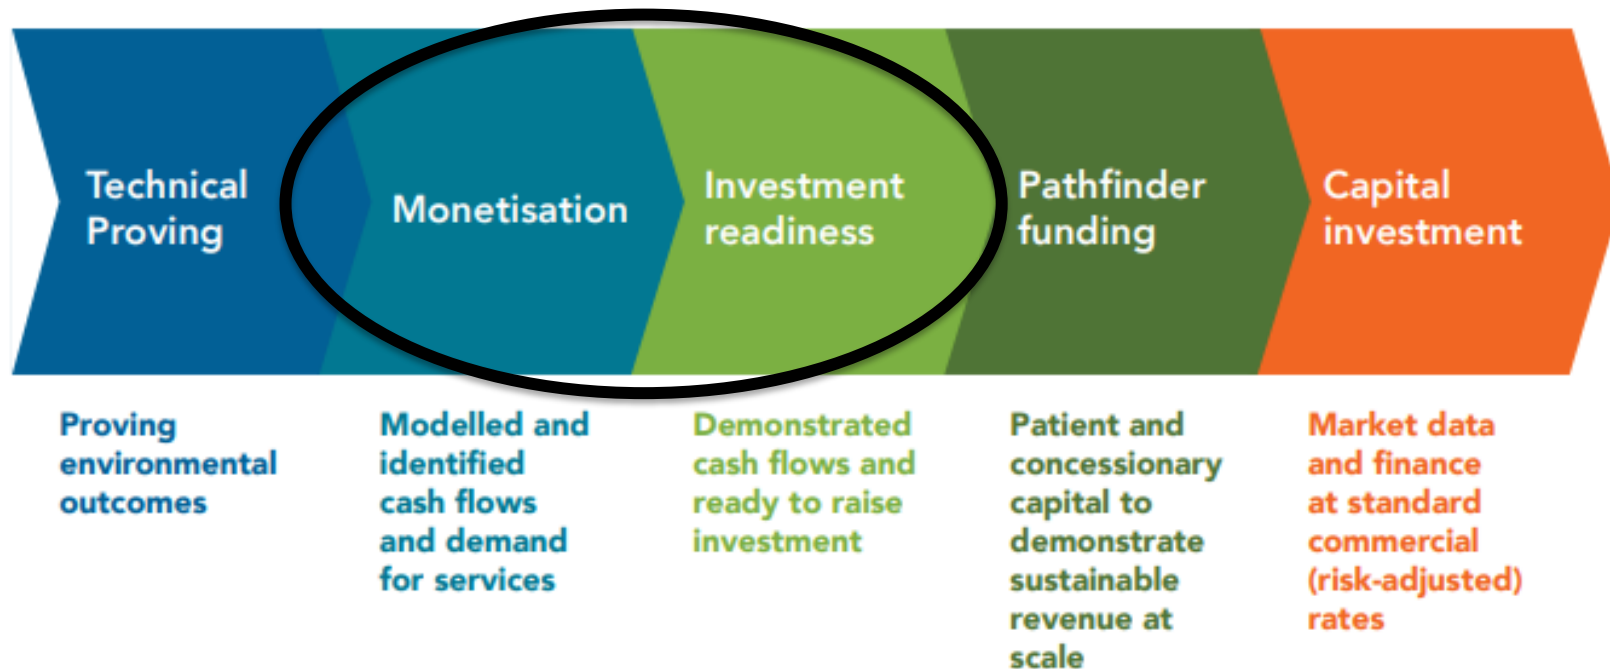 Technical
Proving
Monetisation
Investment
readiness
Pathfinder
funding
Capital
investment
Proving
environmental
outcomes
Modelled and
identified
cash flows
and demand
for services
Demonstrated
cash flows and
ready to raise
investment
Patient and
concessionary
capital to
demonstrate
sustainable
revenue at
scale
Market data
and finance
at standard
commercial
(risk-adjusted)
rates